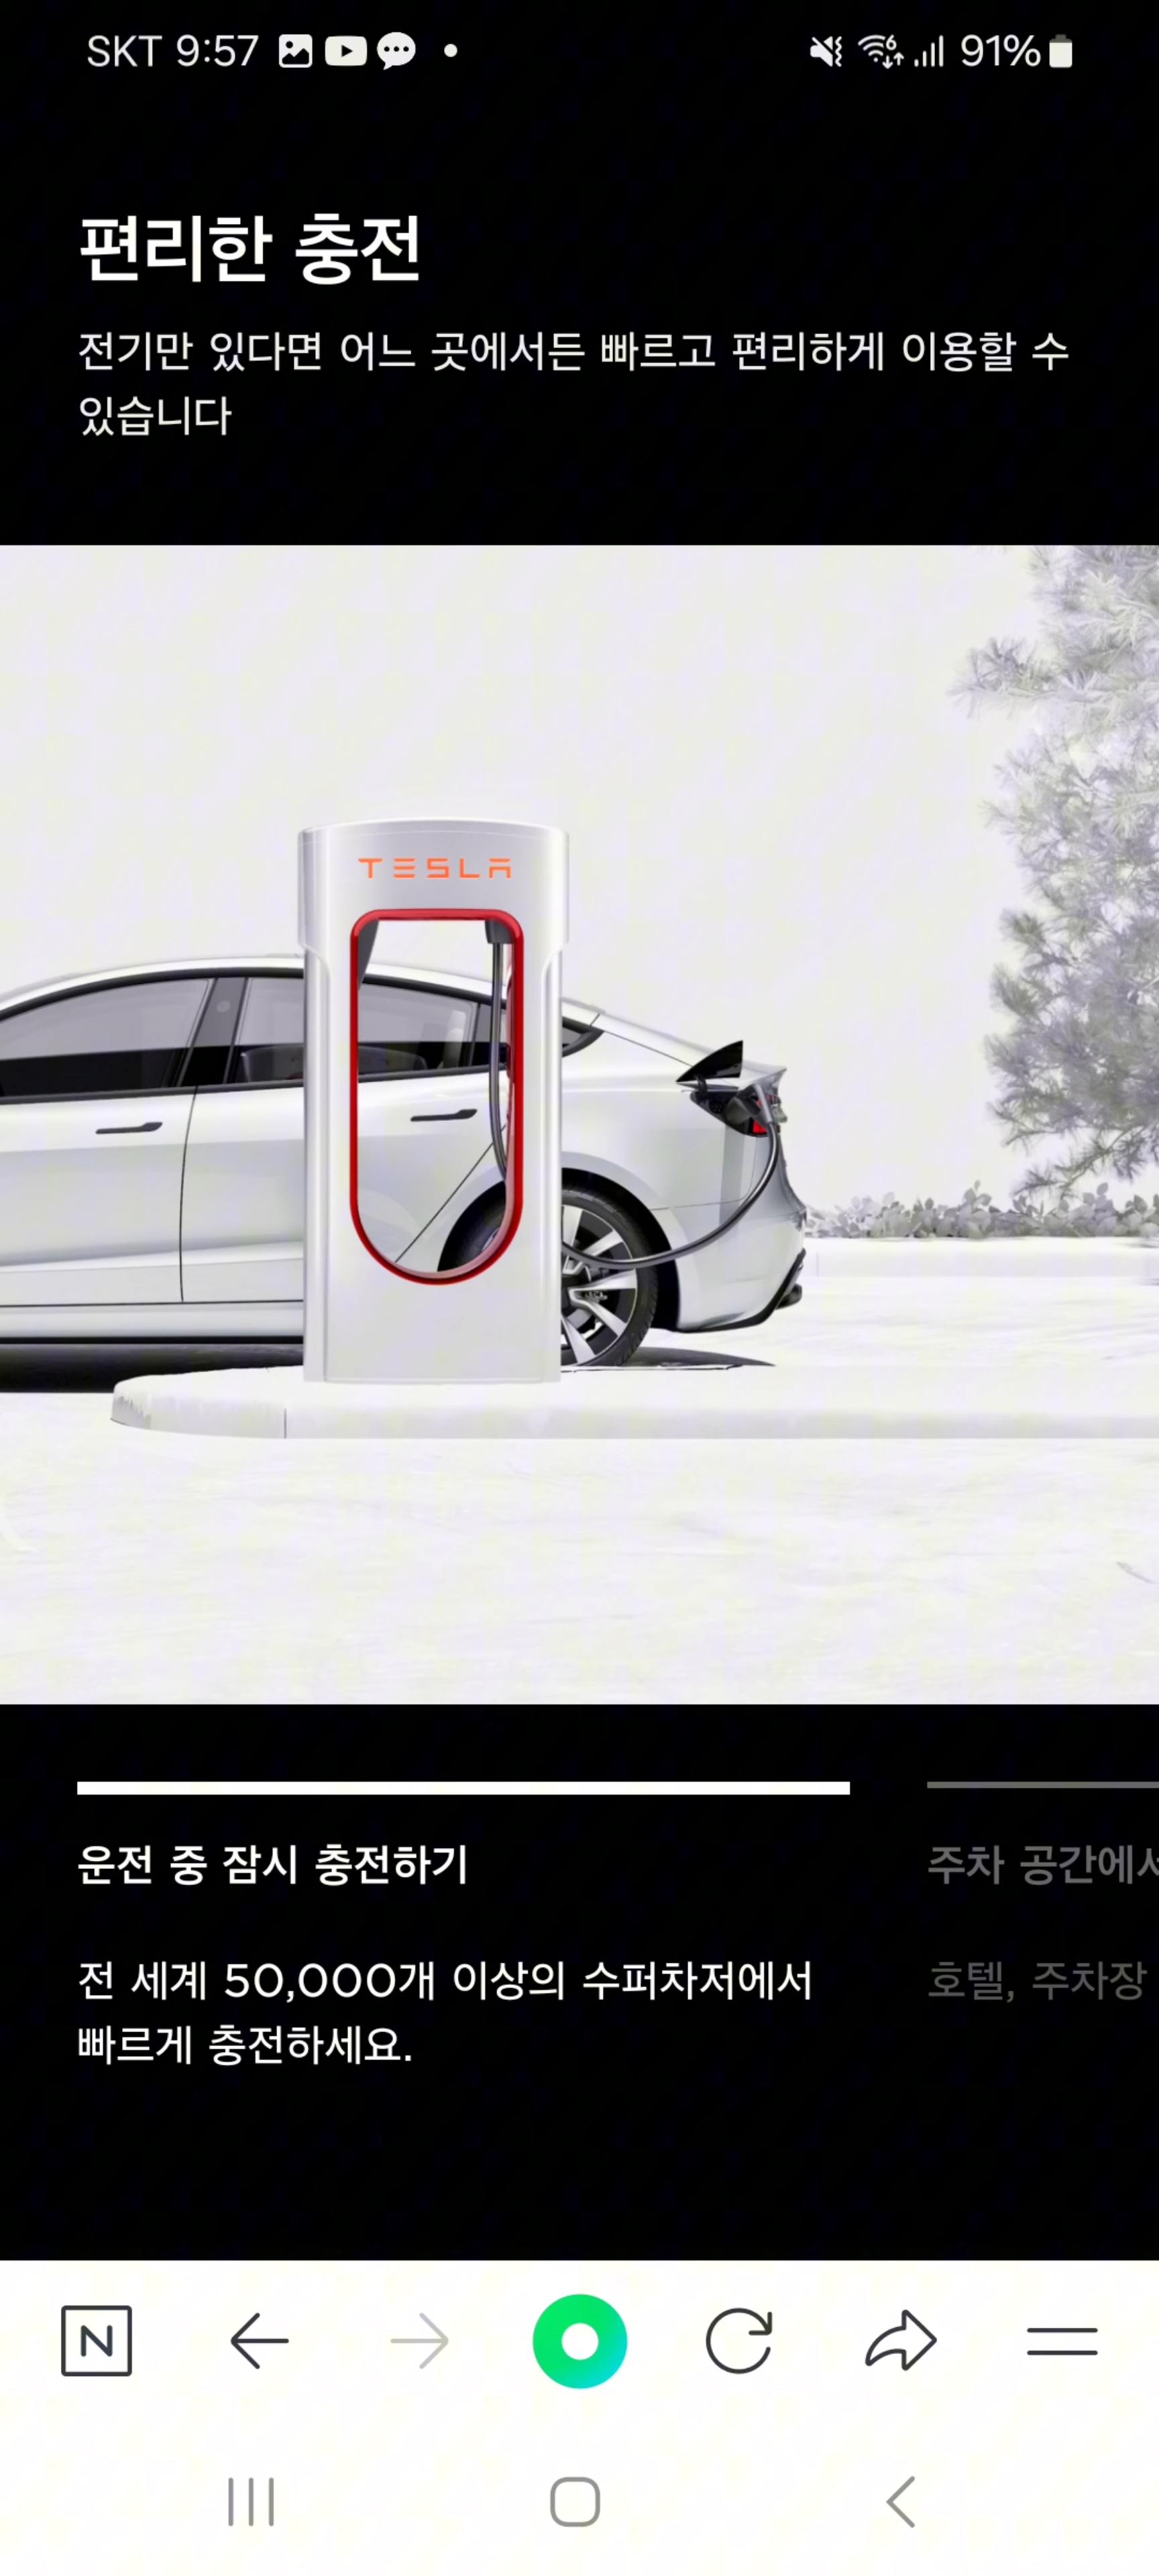 SKT 9:57
91%
편리한 충전
전기만 있다면 어느 곳에서든 빠르고 편리하게 이용할 수
있습니다
TESLA
운전 중 잠시 충전하기
주차 공간에서
전 세계 50,000개 이상의 수퍼차저에서
호텔, 주차장
빠르게 충전하세요.
N